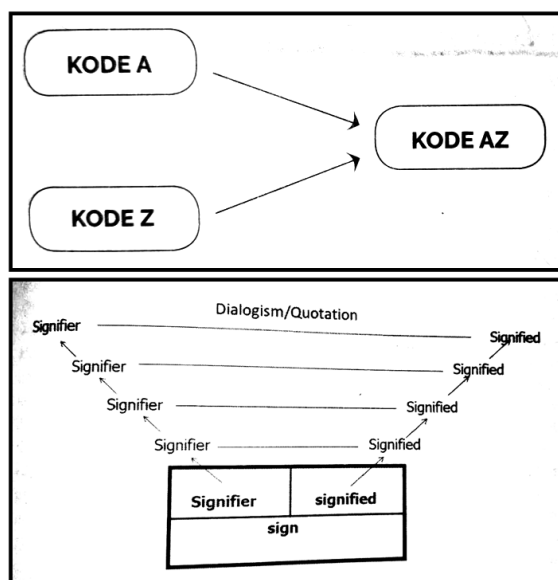 KODE A
KODE AZ
KODE Z
Dialogism/Quotation
Signifier Signified
Signifier Signified
Signifier Signified
Signifier Signified
Signifier signified
sign